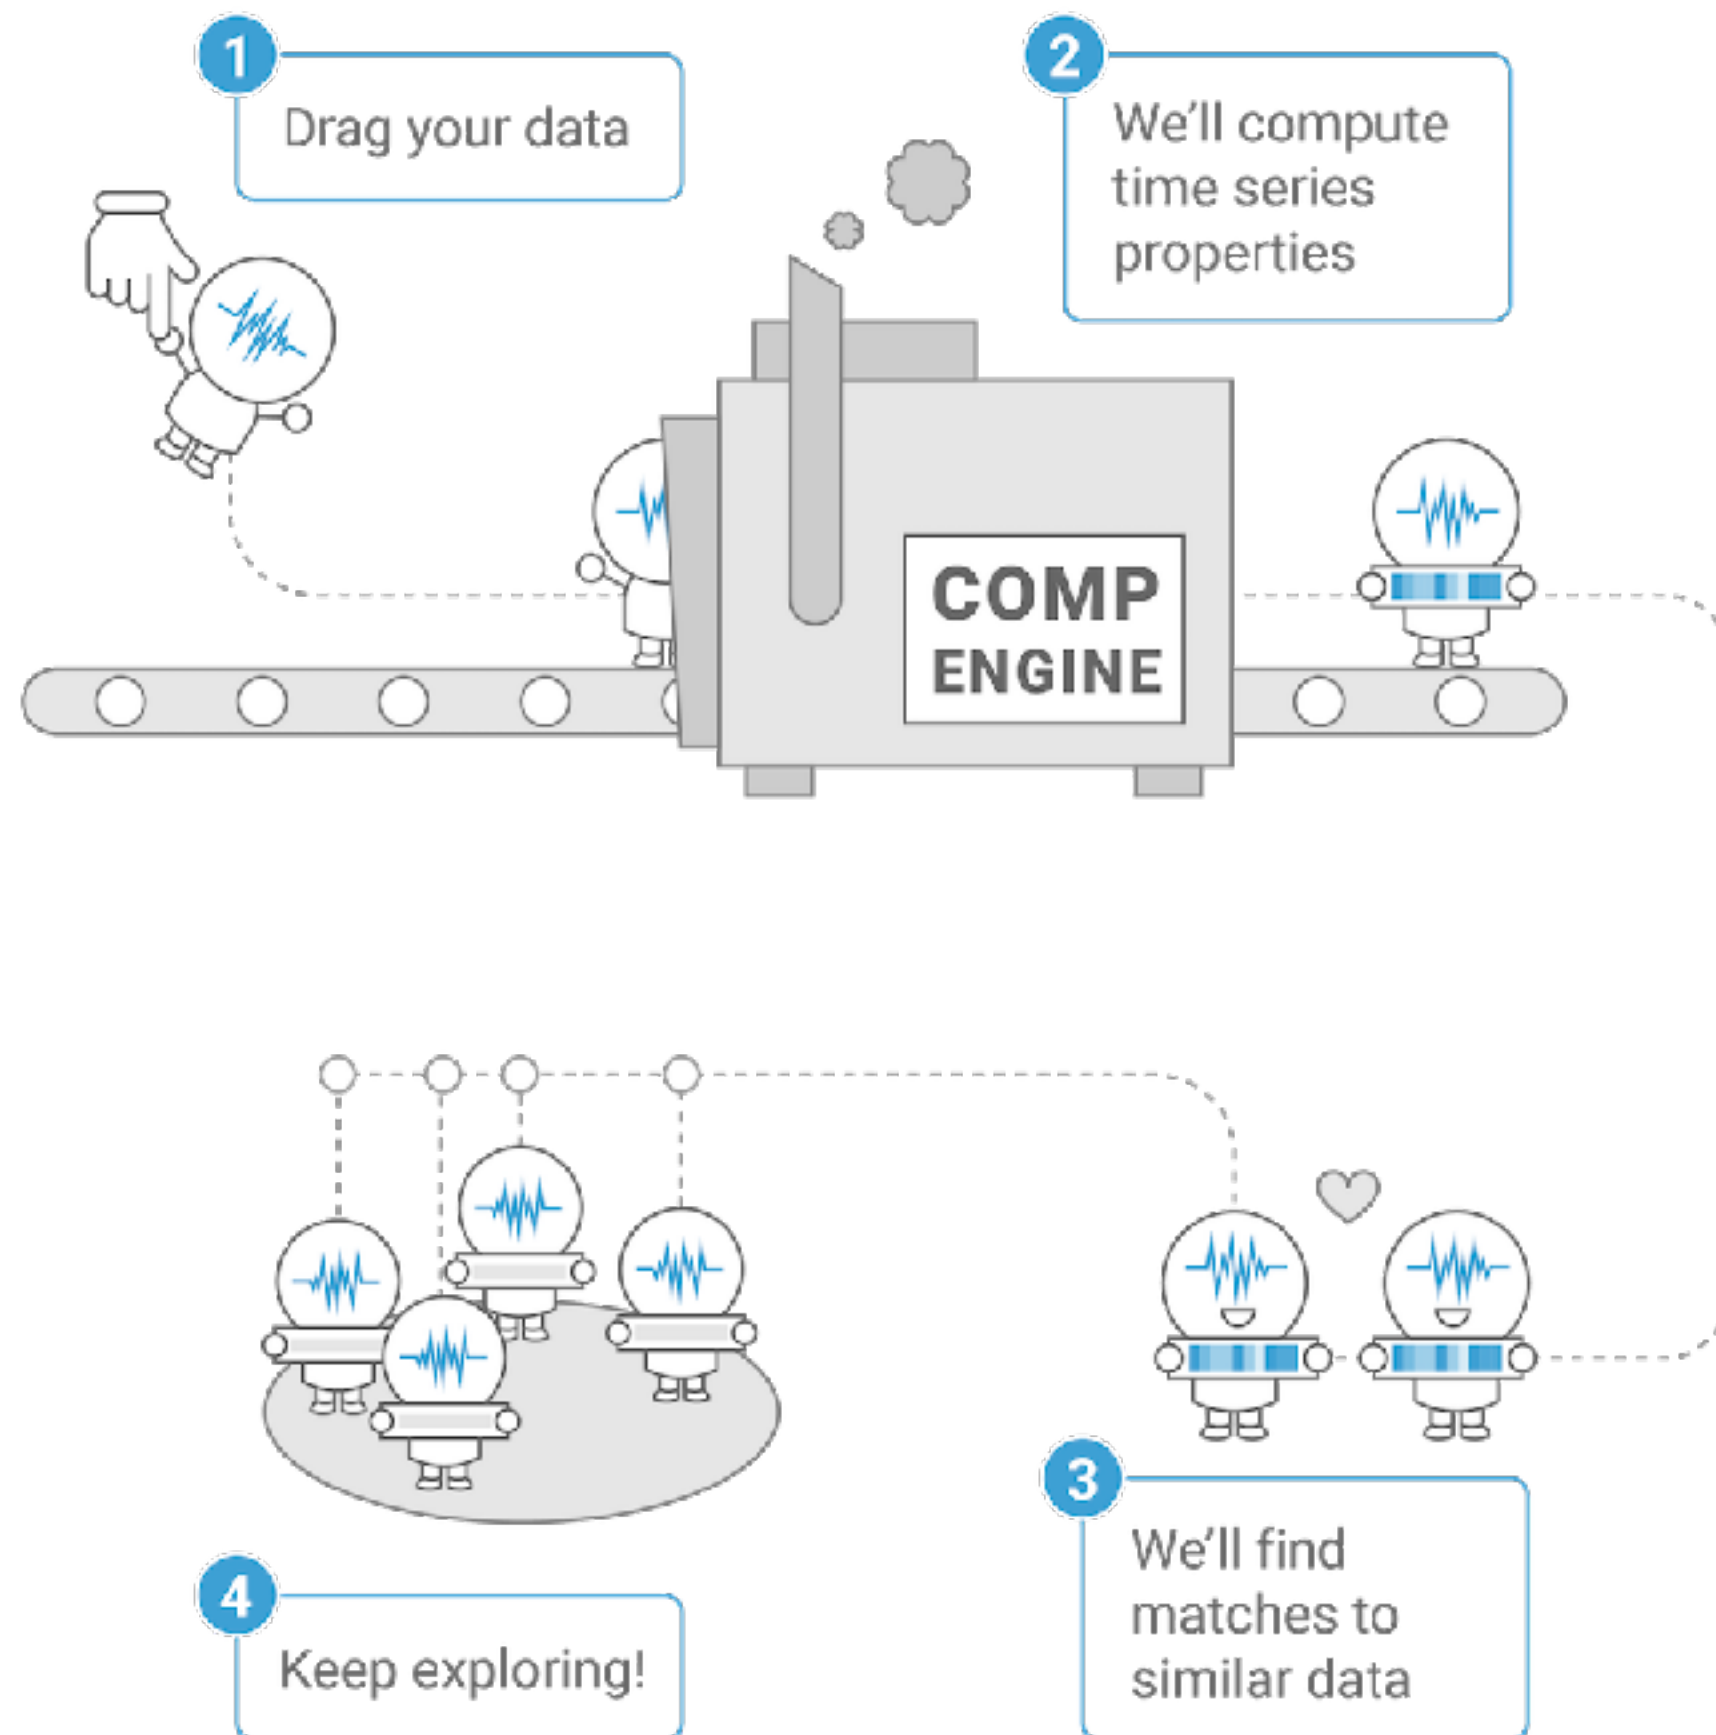 1
Drag your data
2
We'll compute
time series
properties
COMP
ENGINE
3
We'll find
matches to
similar data
4
Keep exploring!